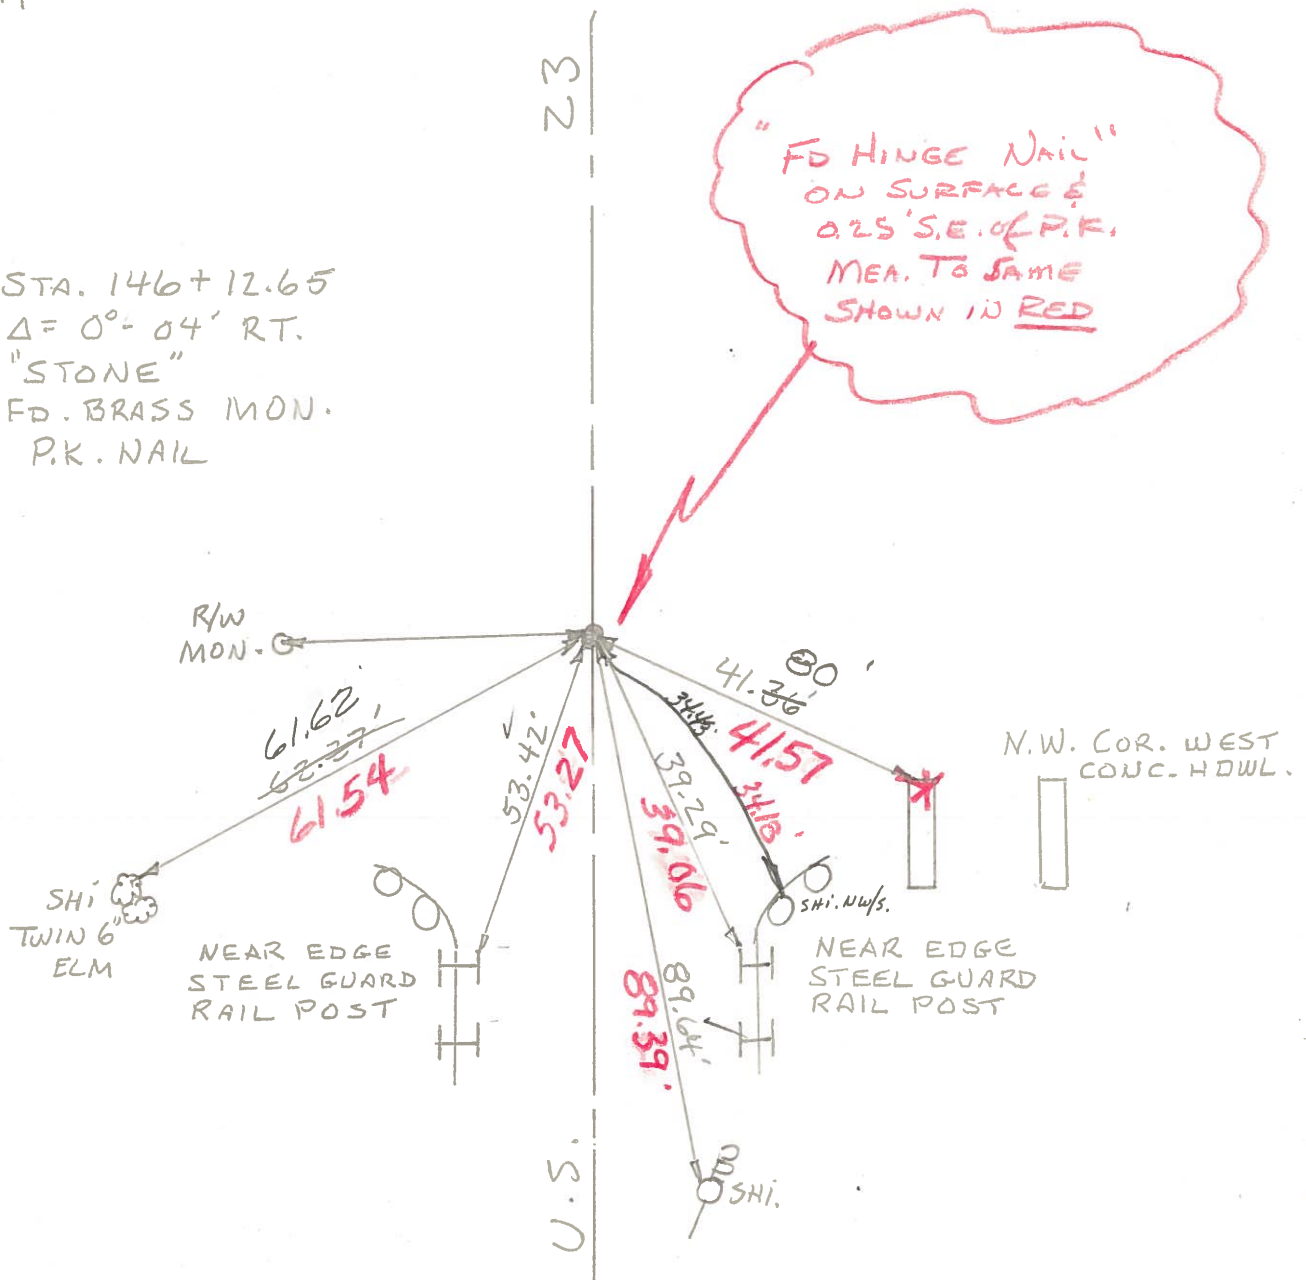 23
"FD HINGE NAIL"
ON SURFACE &
0.25' S.E. of P.K.
MEA. TO SAME
SHOWN IN RED
STA. 146+12.65
Δ= 0°-04' RT.
"STONE"
FD. BRASS MON.
P.K. NAIL
R/W
MON.
61.62
62.37'
61.54
53.42'
53.27
34.43
34.18'
41.36'
80'
41.57
39.29'
39.06
89.64'
89.39'
N.W. COR. WEST
CONC. HDWL.
SHI
TWIN 6"
ELM
NEAR EDGE
STEEL GUARD
RAIL POST
SHI. NW/S.
NEAR EDGE
STEEL GUARD
RAIL POST
SHI.
U.S.